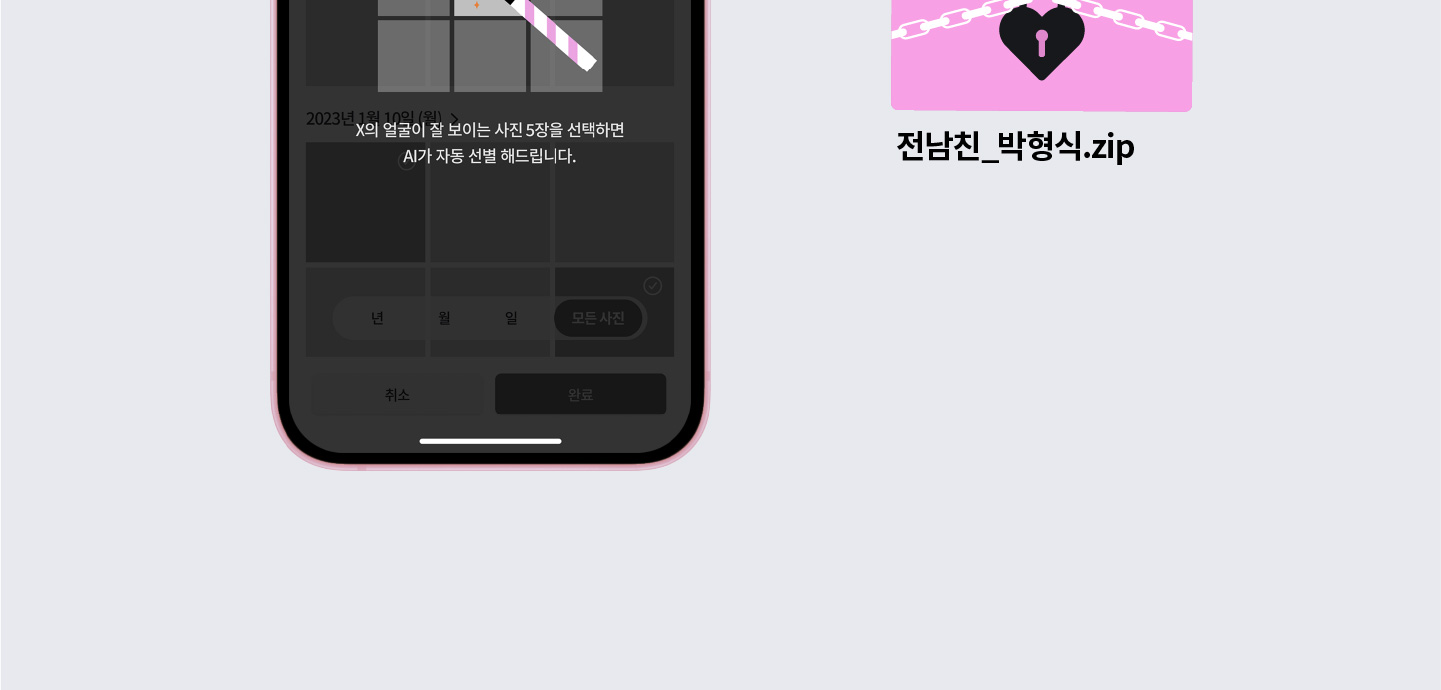 2023년 1월 10일 (월)
X의 얼굴이 잘 보이는 사진 5장을 선택하면
AI가 자동 선별 해드립니다.
년 월 일 모든 사진
취소 완료
전남친_박형식.zip